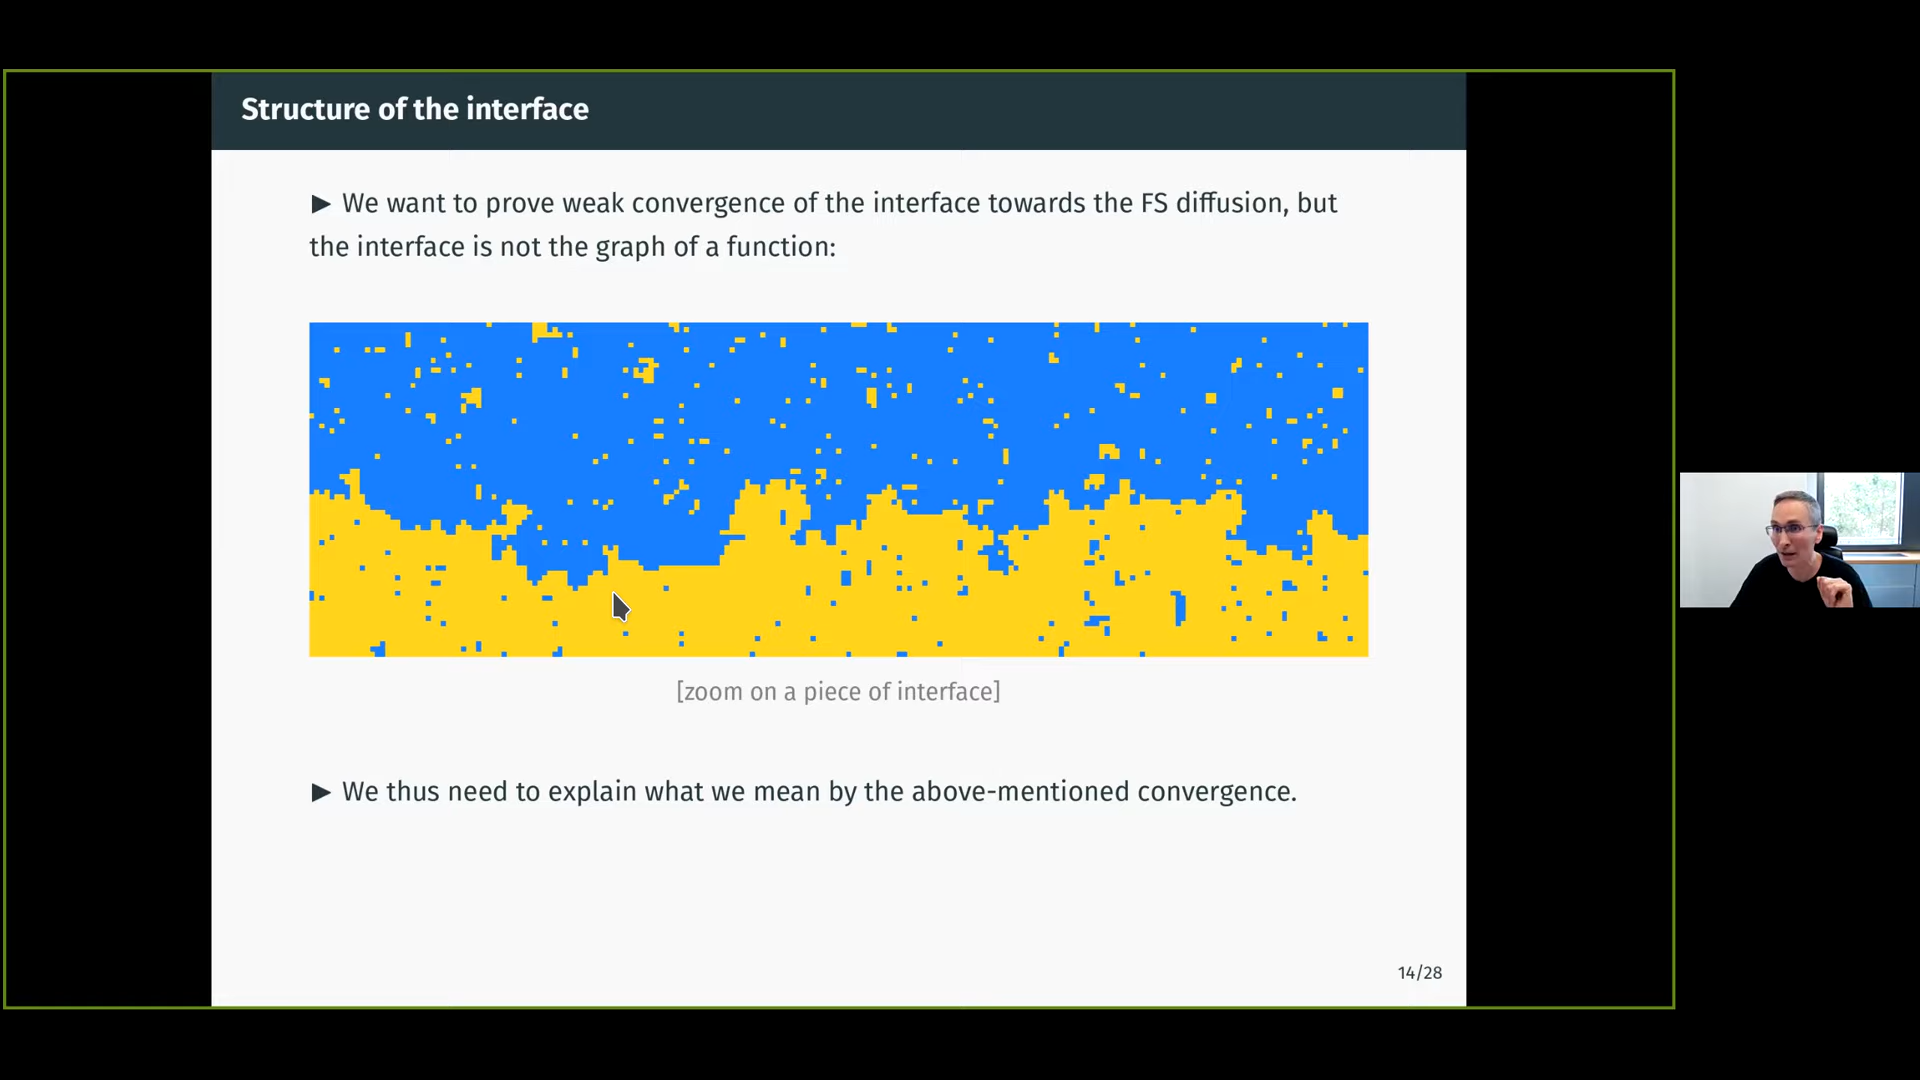 Structure of the interface
► We want to prove weak convergence of the interface towards the FS diffusion, but
the interface is not the graph of a function:
[zoom on a piece of interface]
► We thus need to explain what we mean by the above-mentioned convergence.
14/28